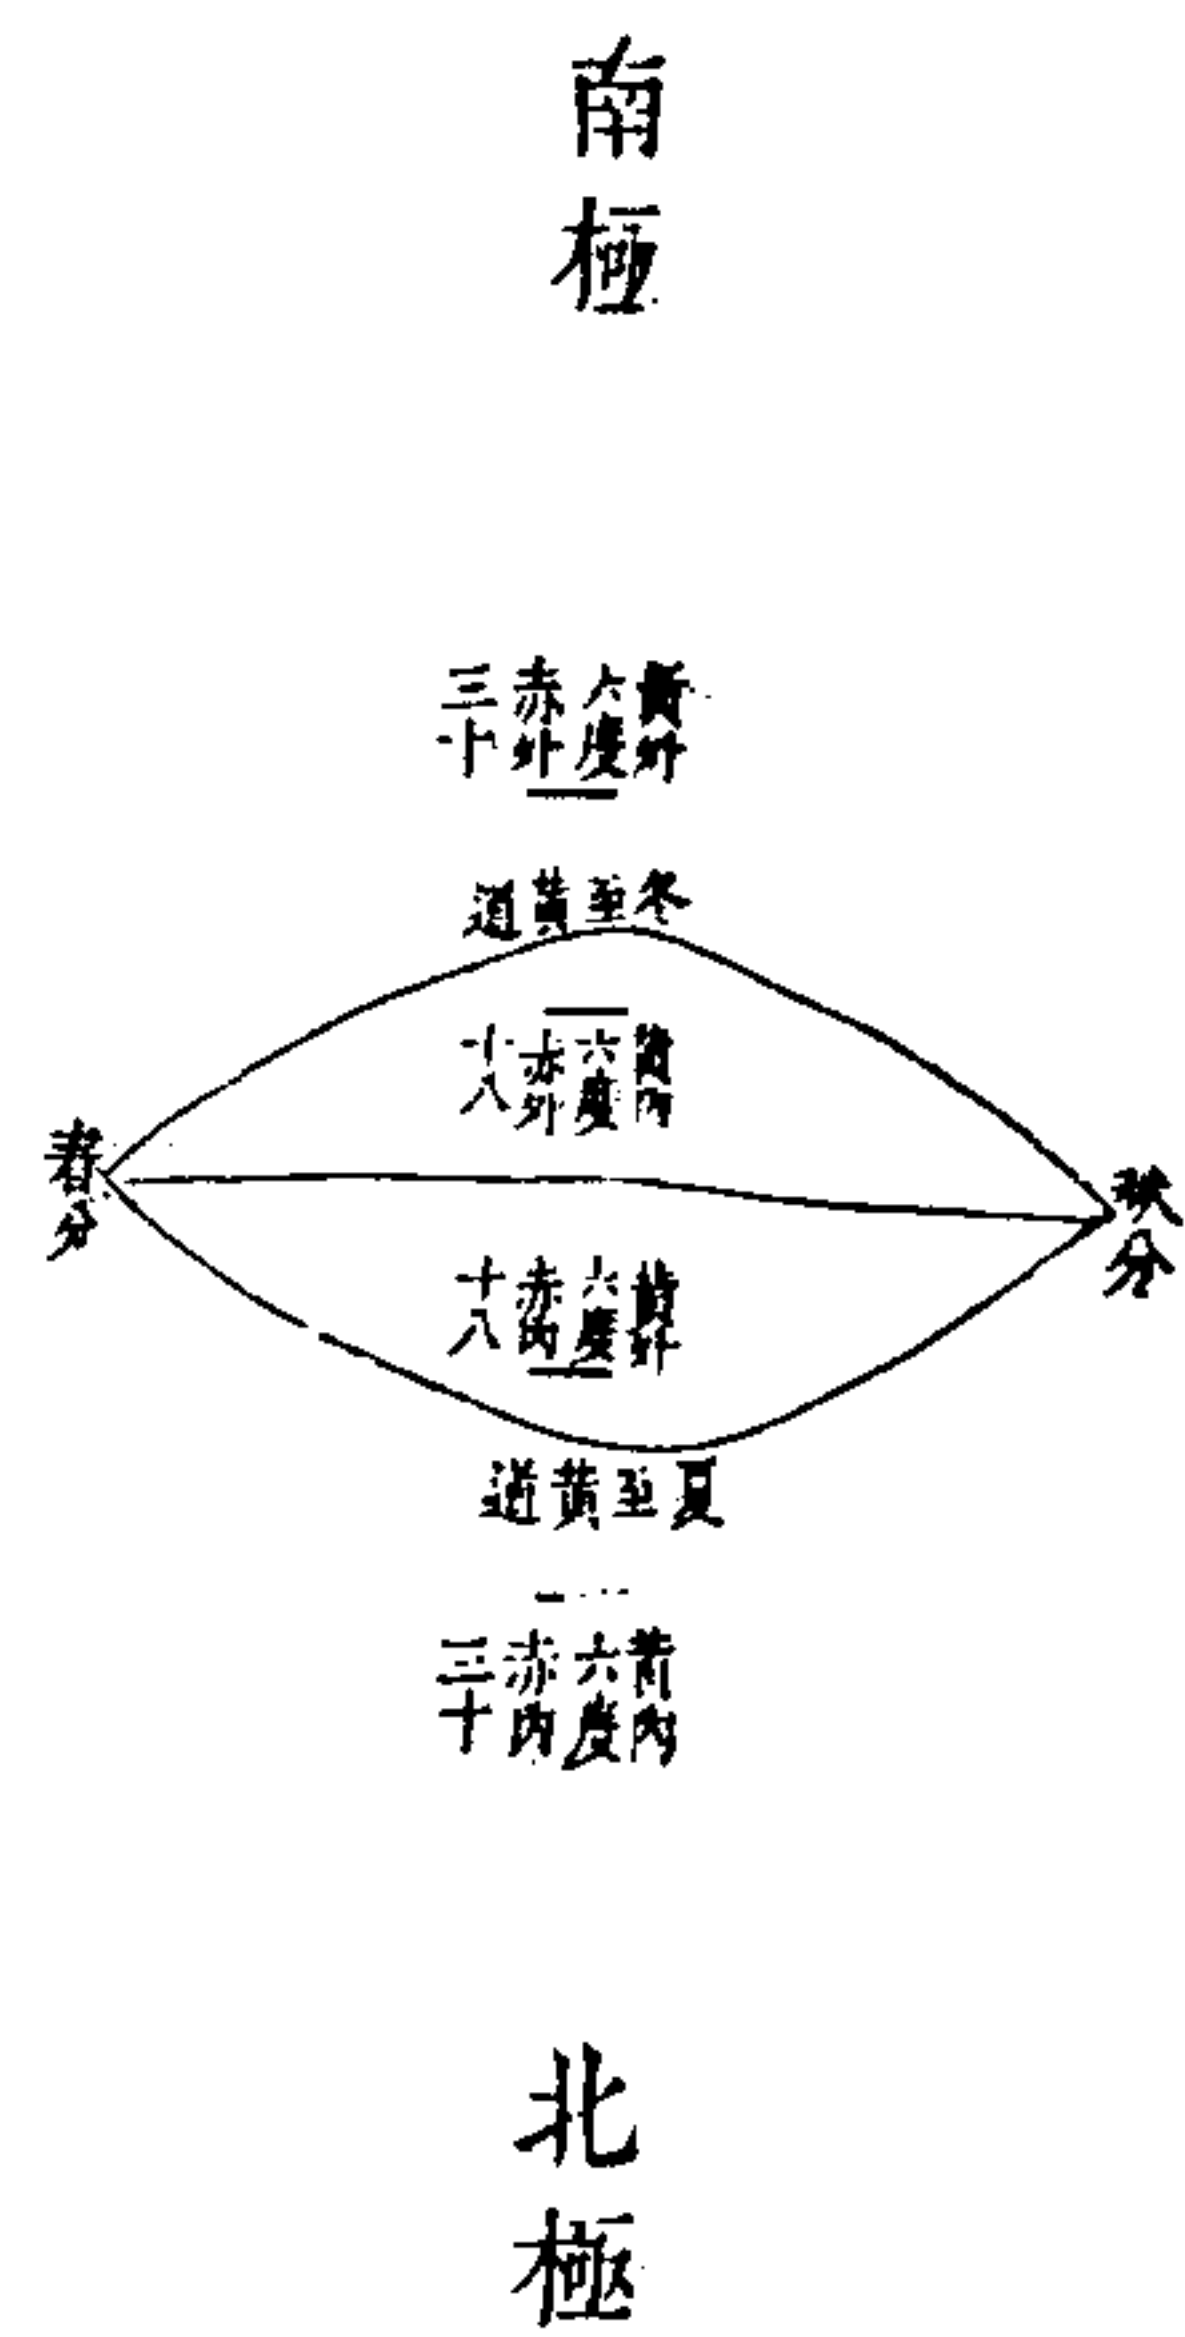 南極
黃外
六度
赤外
三十
冬至黃道
黃內
六度
赤外
十八
春分
秋分
黃外
六度
赤內
十八
夏至黃道
黃內
六度
赤內
三十
北極